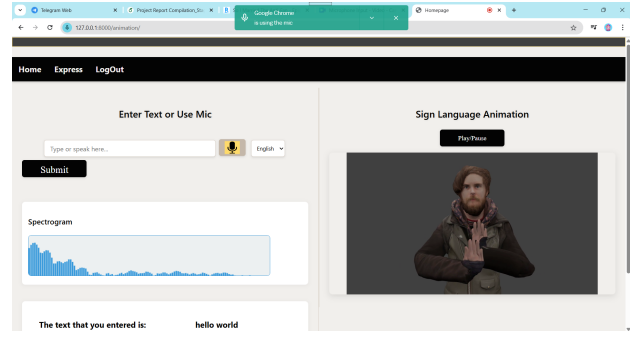 Telegram Web
Project Report Compilation_Sig
Google Chrome
is using the mic
Homepage
127.0.0.1:8000/animation/
Home Express LogOut
Enter Text or Use Mic
Type or speak here...
English
Submit
Spectrogram
The text that you entered is: hello world
Sign Language Animation
Play/Pause